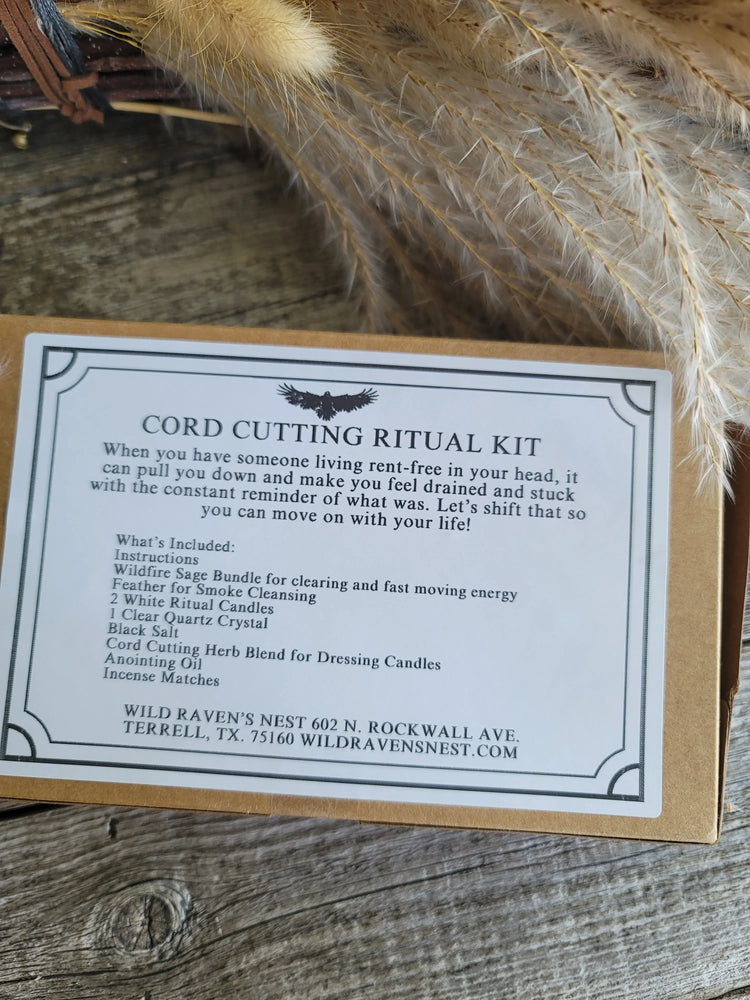 CORD CUTTING RITUAL KIT
When you have someone living rent-free in your head, it
can pull you down and make you feel drained and stuck
with the constant reminder of what was. Let's shift that so
you can move on with your life!
What's Included:
Instructions
Wildfire Sage Bundle for clearing and fast moving energy
Feather for Smoke Cleansing
2 White Ritual Candles
1 Clear Quartz Crystal
Black Salt
Cord Cutting Herb Blend for Dressing Candles
Anointing Oil
Incense Matches
WILD RAVEN'S NEST 602 N. ROCKWALL AVE.
TERRELL, TX. 75160 WILDRAVENSNEST.COM